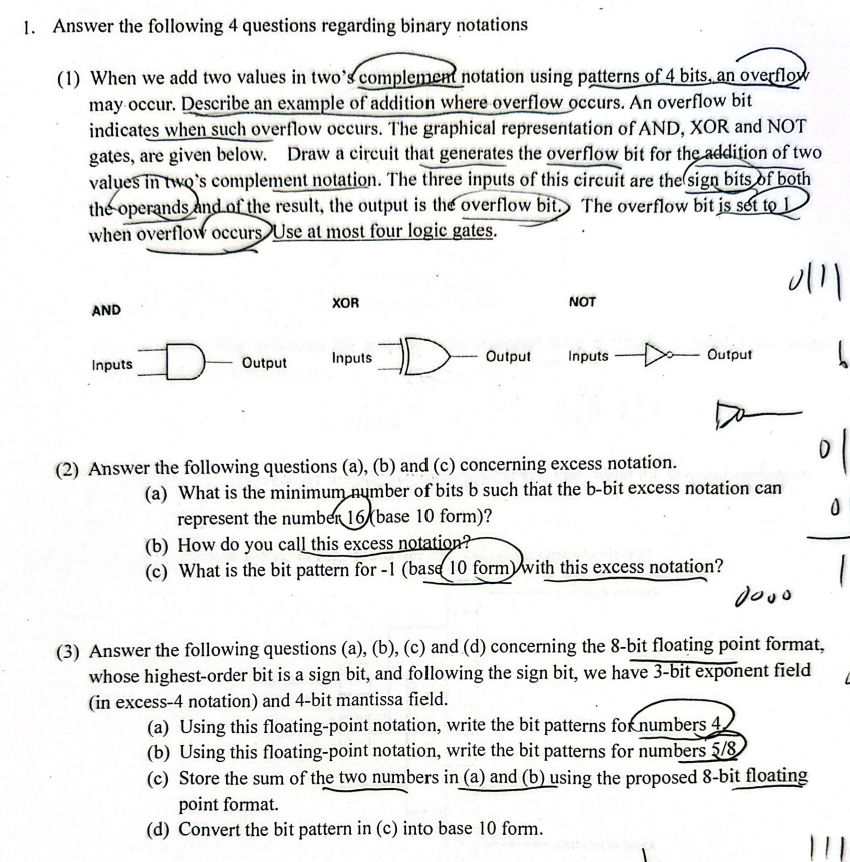 1. Answer the following 4 questions regarding binary notations
(1) When we add two values in two's complement notation using patterns of 4 bits, an overflow
may occur. Describe an example of addition where overflow occurs. An overflow bit
indicates when such overflow occurs. The graphical representation of AND, XOR and NOT
gates, are given below. Draw a circuit that generates the overflow bit for the addition of two
values in two's complement notation. The three inputs of this circuit are the sign bits of both
the operands and of the result, the output is the overflow bit. The overflow bit is set to 1
when overflow occurs. Use at most four logic gates.
0111
AND XOR NOT
Inputs Output Inputs Output Inputs Output
(2) Answer the following questions (a), (b) and (c) concerning excess notation.
(a) What is the minimum number of bits b such that the b-bit excess notation can
represent the number 16 (base 10 form)?
(b) How do you call this excess notation?
(c) What is the bit pattern for -1 (base 10 form) with this excess notation?
0000
(3) Answer the following questions (a), (b), (c) and (d) concerning the 8-bit floating point format,
whose highest-order bit is a sign bit, and following the sign bit, we have 3-bit exponent field
(in excess-4 notation) and 4-bit mantissa field.
(a) Using this floating-point notation, write the bit patterns for numbers 4.
(b) Using this floating-point notation, write the bit patterns for numbers 5/8
(c) Store the sum of the two numbers in (a) and (b) using the proposed 8-bit floating
point format.
(d) Convert the bit pattern in (c) into base 10 form.
111